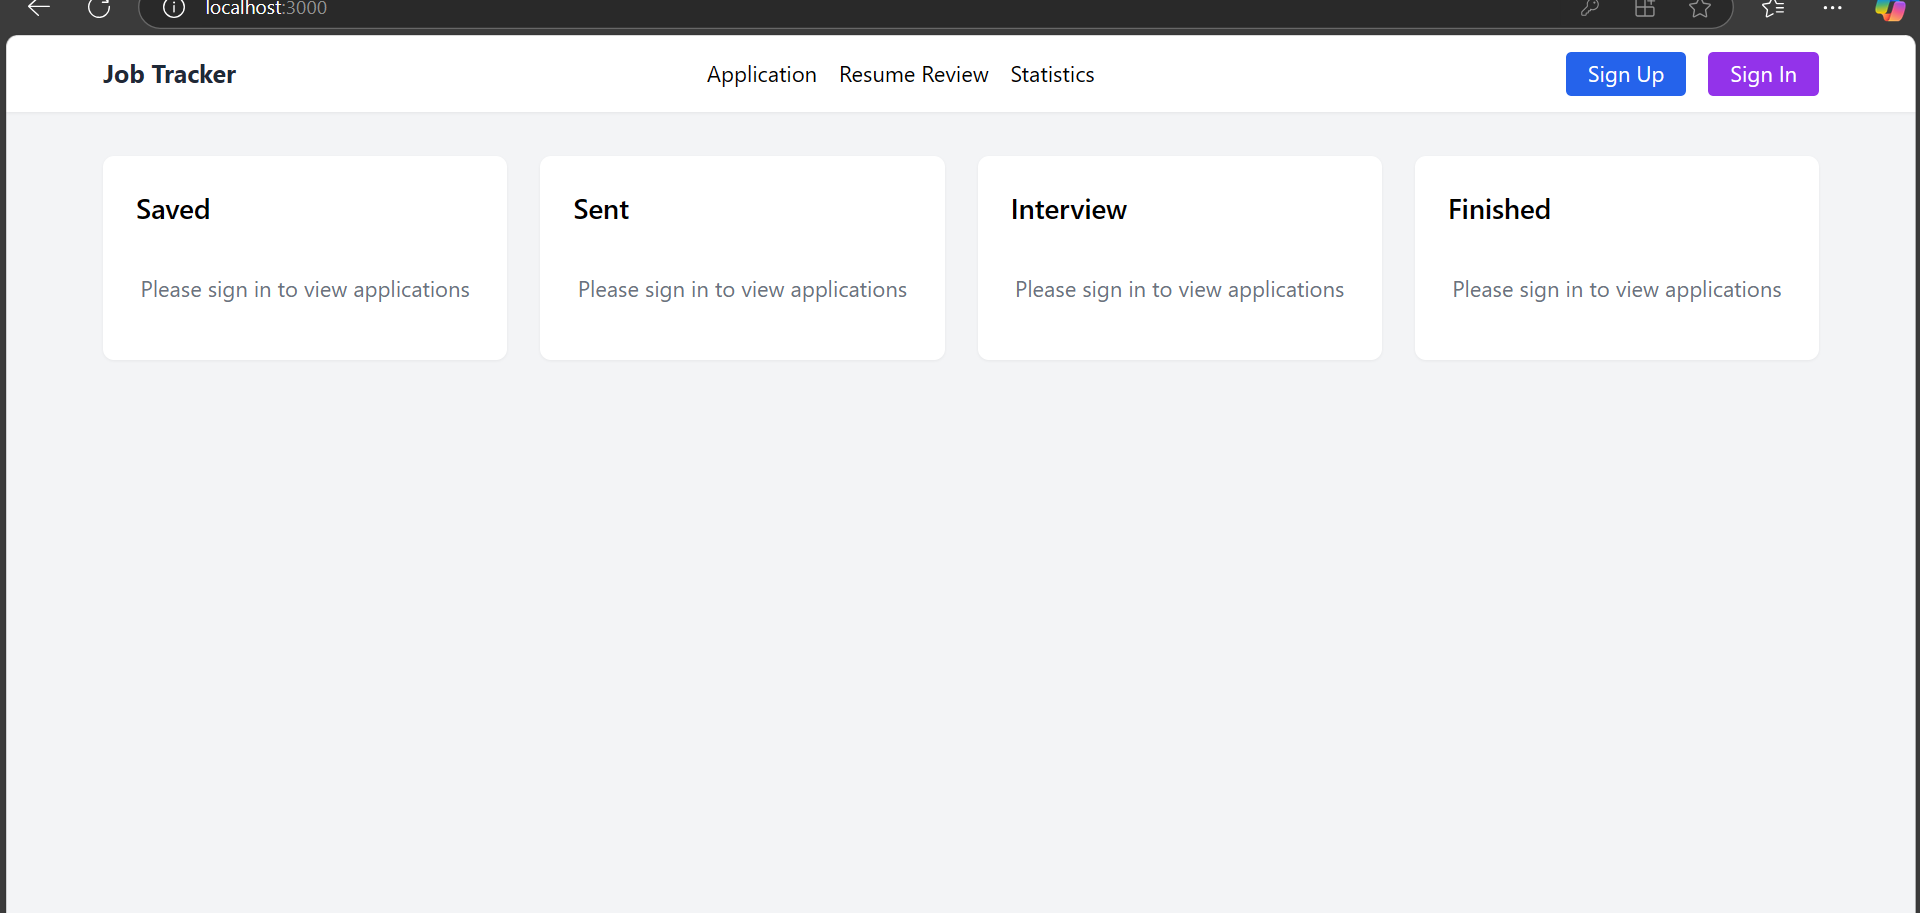 localhost:3000
Job Tracker
Application Resume Review Statistics
Sign Up Sign In
Saved
Please sign in to view applications
Sent
Please sign in to view applications
Interview
Please sign in to view applications
Finished
Please sign in to view applications